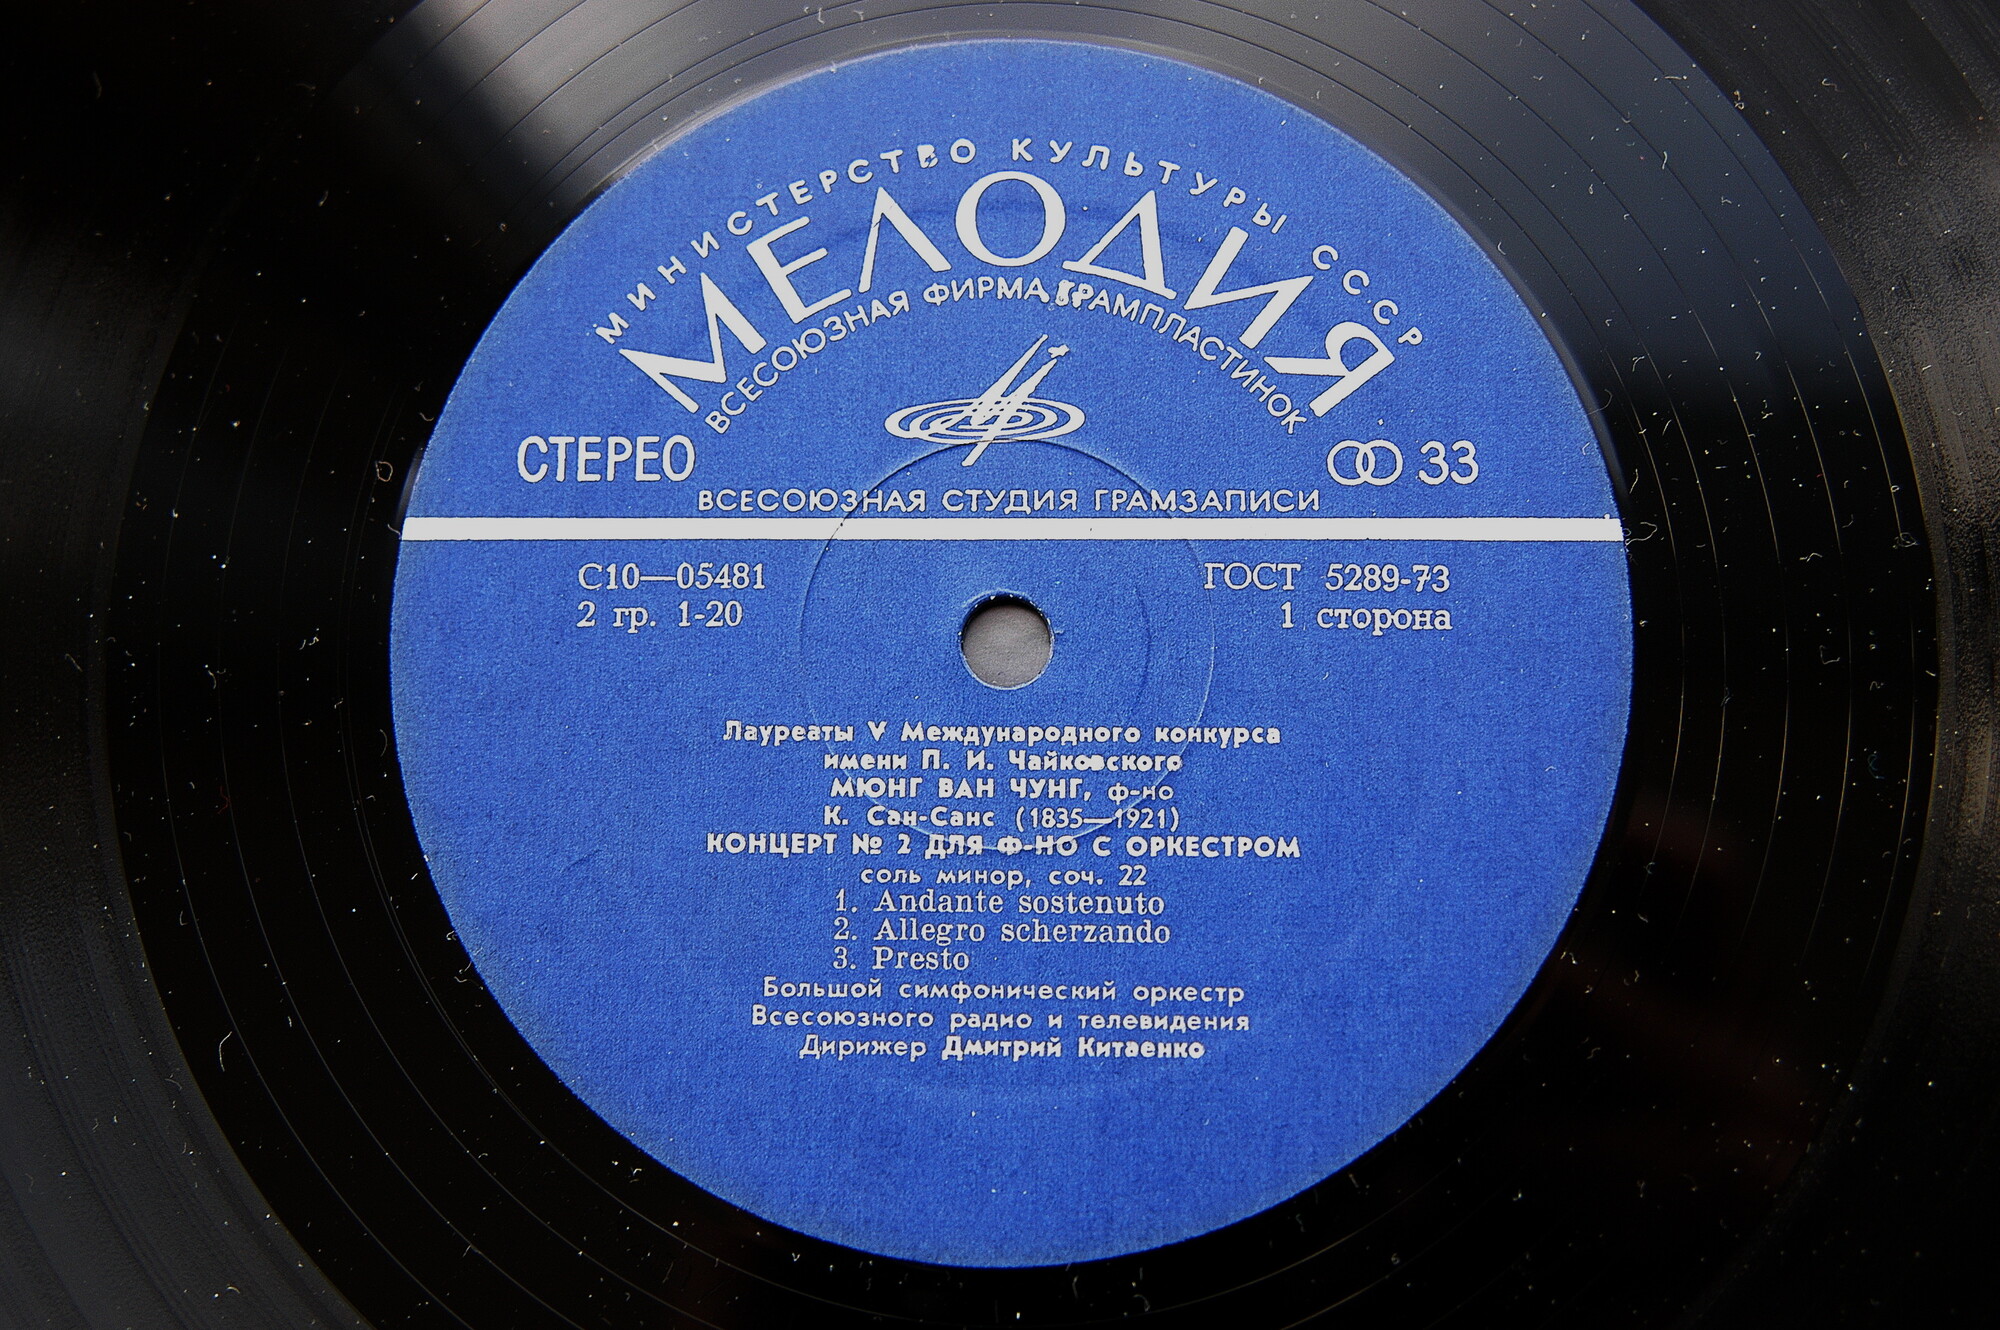 МИНИСТЕРСТВО КУЛЬТУРЫ СССР
МЕЛОДИЯ
ВСЕСОЮЗНАЯ ФИРМА ГРАМПЛАСТИНОК
СТЕРЕО
33
ВСЕСОЮЗНАЯ СТУДИЯ ГРАМЗАПИСИ
С10—05481
ГОСТ 5289-73
2 гр. 1-20
1 сторона
Лауреаты V Международного конкурса
имени П. И. Чайковского
МЮНГ ВАН ЧУНГ, ф-но
К. Сан-Санс (1835—1921)
КОНЦЕРТ № 2 ДЛЯ Ф-НО С ОРКЕСТРОМ
соль минор, соч. 22
1. Andante sostenuto
2. Allegro scherzando
3. Presto
Большой симфонический оркестр
Всесоюзного радио и телевидения
Дирижер Дмитрий Китаенко